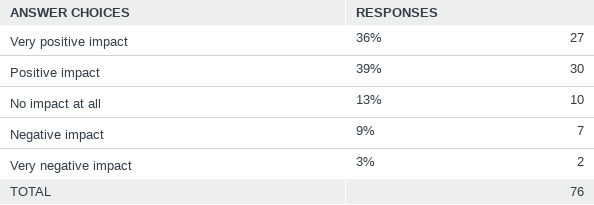 ANSWER CHOICES RESPONSES
Very positive impact 36% 27
Positive impact 39% 30
No impact at all 13% 10
Negative impact 9% 7
Very negative impact 3% 2
TOTAL 76